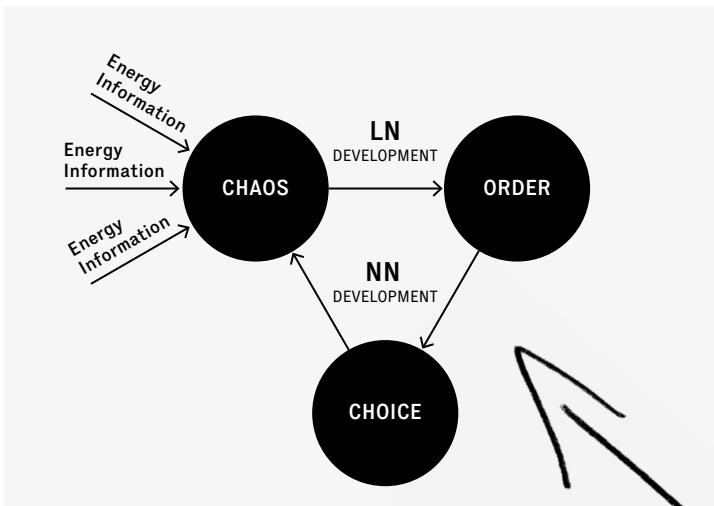 Energy
Information
Energy
Information
Energy
Information
CHAOS
LN
DEVELOPMENT
ORDER
NN
DEVELOPMENT
CHOICE